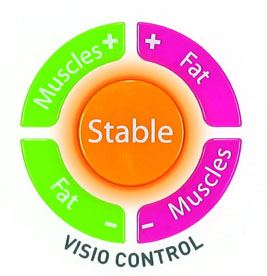 Muscles +
+ Fat
Stable
Fat -
- Muscles
VISIO CONTROL